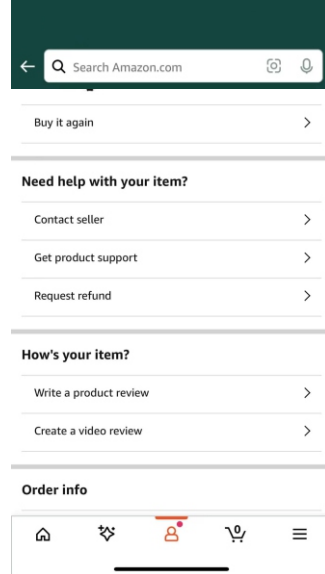 Search Amazon.com
Buy it again
Need help with your item?
Contact seller
Get product support
Request refund
How's your item?
Write a product review
Create a video review
Order info
0